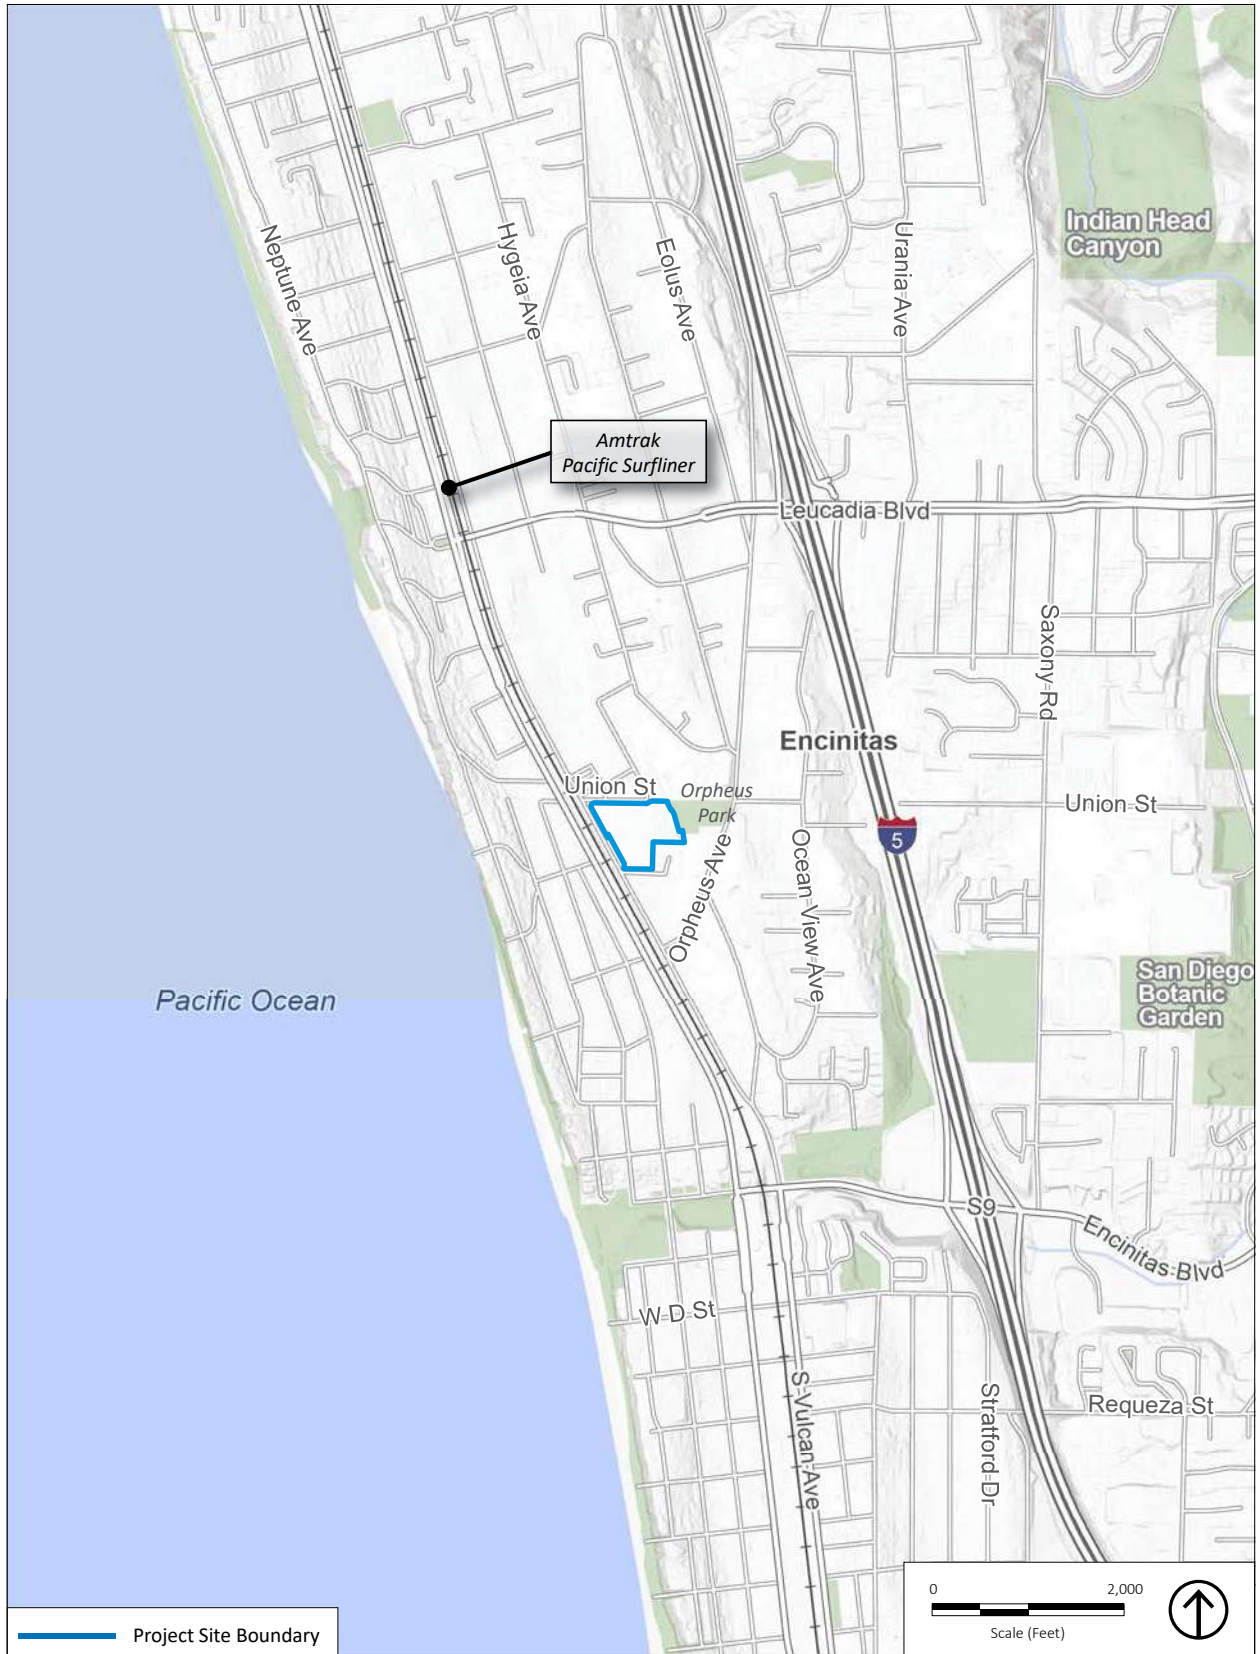 Indian Head
Canyon
Neptune Ave
Hygeia Ave
Eolus Ave
Urania Ave
Amtrak
Pacific Surfliner
Leucadia Blvd
Saxony Rd
Encinitas
Union St
Orpheus
Park
Union St
5
Orpheus Ave
Ocean View Ave
San Diego
Botanic
Garden
Pacific Ocean
S9
Encinitas Blvd
W D St
S Vulcan Ave
Stratford Dr
Requeza St
0 2,000
Scale (Feet)
Project Site Boundary